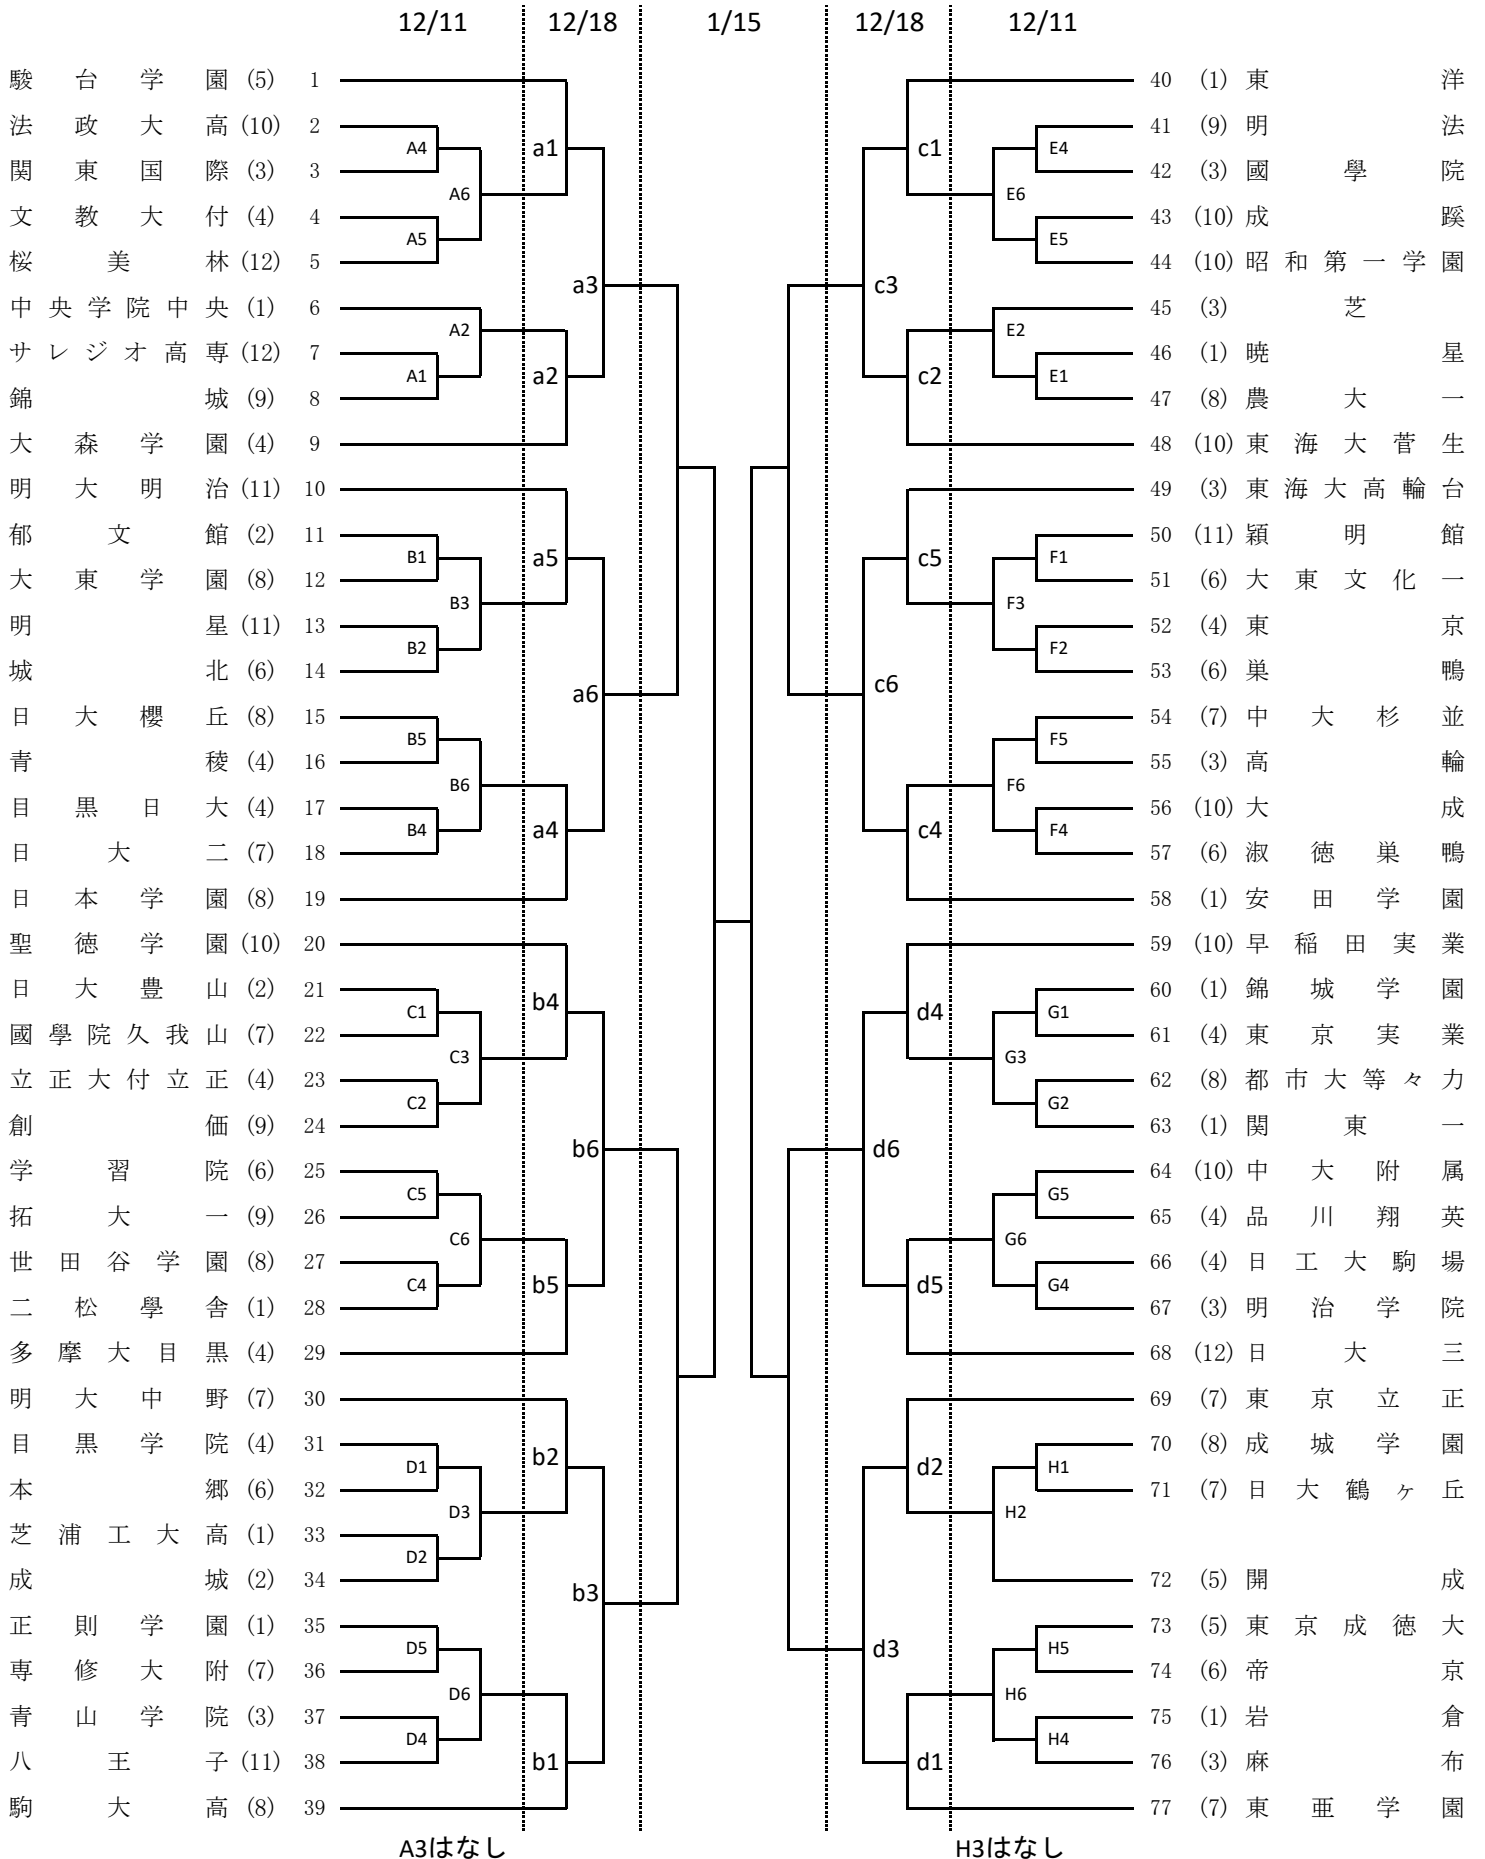 12/11 12/18 1/15 12/18 12/11
駿台学園 (5) 1
法政大高 (10) 2
関東国際 (3) 3
文教大付 (4) 4
桜美林 (12) 5
中央学院中央 (1) 6
サレジオ高専 (12) 7
錦城 (9) 8
大森学園 (4) 9
明大明治 (11) 10
郁文館 (2) 11
大東学園 (8) 12
明星 (11) 13
城北 (6) 14
日大櫻丘 (8) 15
青稜 (4) 16
目黒日大 (4) 17
日大二 (7) 18
日本学園 (8) 19
聖徳学園 (10) 20
日大豊山 (2) 21
國學院久我山 (7) 22
立正大付立正 (4) 23
創価 (9) 24
学習院 (6) 25
拓大一 (9) 26
世田谷学園 (8) 27
二松學舎 (1) 28
多摩大目黒 (4) 29
明大中野 (7) 30
目黒学院 (4) 31
本郷 (6) 32
芝浦工大高 (1) 33
成城 (2) 34
正則学園 (1) 35
専修大附 (7) 36
青山学院 (3) 37
八王子 (11) 38
駒大高 (8) 39
A4
A6
A5
A2
A1
B1
B3
B2
B5
B6
B4
C1
C3
C2
C5
C6
C4
D1
D3
D2
D5
D6
D4
a1
a3
a2
a5
a6
a4
b4
b6
b5
b2
b3
b1
A3はなし
c1
c3
c2
c5
c6
c4
d4
d6
d5
d2
d3
d1
E4
E6
E5
E2
E1
F1
F3
F2
F5
F6
F4
G1
G3
G2
G5
G6
G4
H1
H2
H5
H6
H4
40 (1) 東洋
41 (9) 明法
42 (3) 國學院
43 (10) 成蹊
44 (10) 昭和第一学園
45 (3) 芝
46 (1) 暁星
47 (8) 農大一
48 (10) 東海大菅生
49 (3) 東海大高輪台
50 (11) 穎明館
51 (6) 大東文化一
52 (4) 東京
53 (6) 巣鴨
54 (7) 中大杉並
55 (3) 高輪
56 (10) 大成
57 (6) 淑徳巣鴨
58 (1) 安田学園
59 (10) 早稲田実業
60 (1) 錦城学園
61 (4) 東京実業
62 (8) 都市大等々力
63 (1) 関東一
64 (10) 中大附属
65 (4) 品川翔英
66 (4) 日工大駒場
67 (3) 明治学院
68 (12) 日大三
69 (7) 東京立正
70 (8) 成城学園
71 (7) 日大鶴ヶ丘
72 (5) 開成
73 (5) 東京成徳大
74 (6) 帝京
75 (1) 岩倉
76 (3) 麻布
77 (7) 東亜学園
H3はなし